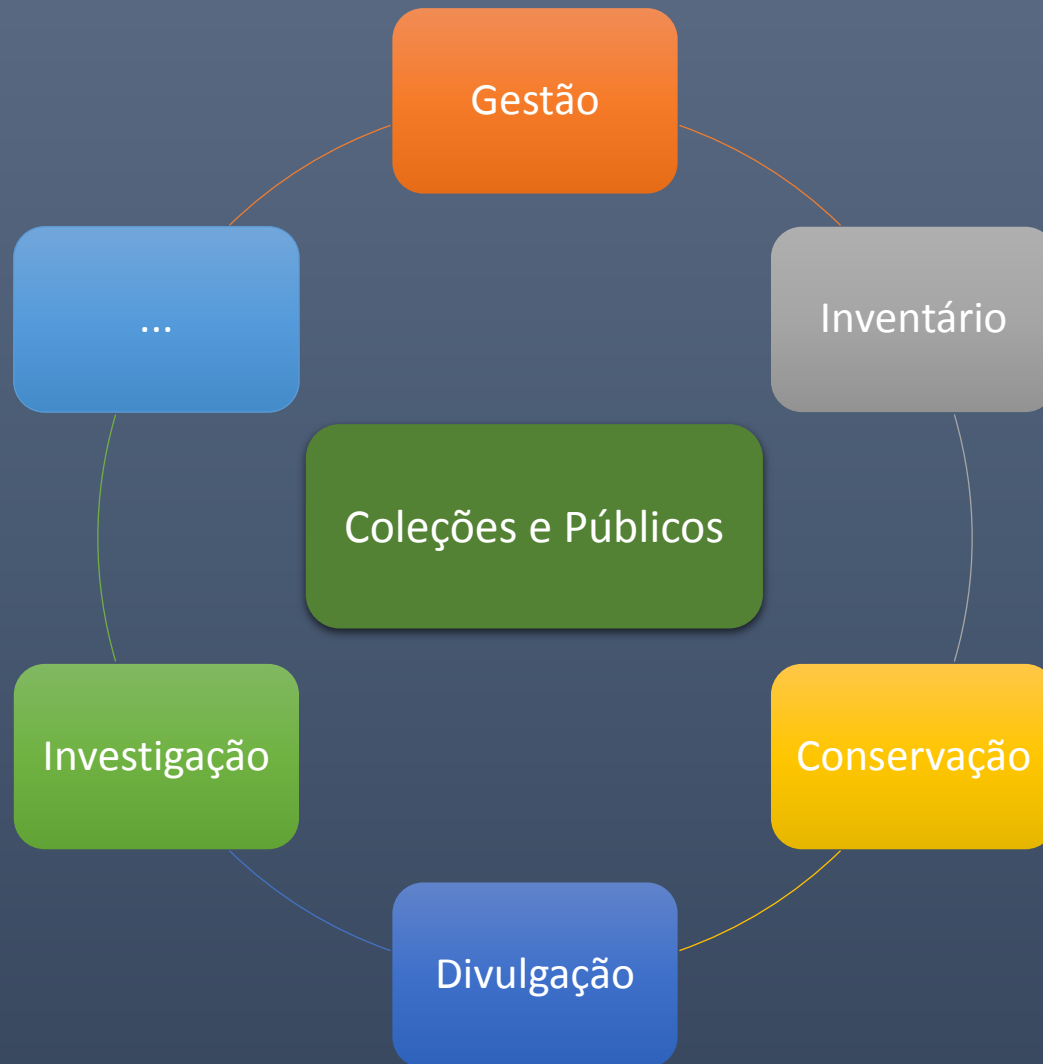 Gestão
Inventário
Conservação
Divulgação
Investigação
...
Coleções e Públicos